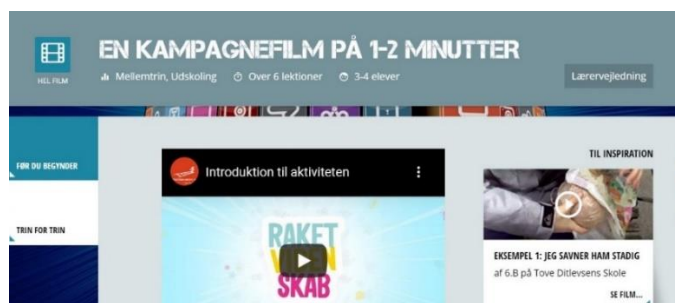 EN KAMPAGNEFILM PÅ 1-2 MINUTTER
HEL FILM
Mellemtrin, Udskoling Over 6 lektioner 3-4 elever
Lærervejledning
FØR DU BEGYNDER
TRIN FOR TRIN
Introduktion til aktiviteten
RAKET
VIDEN
SKAB
TIL INSPIRATION
EKSEMPEL 1: JEG SAVNER HAM STADIG
af 6.B på Tove Ditlevsens Skole
SE FILM...